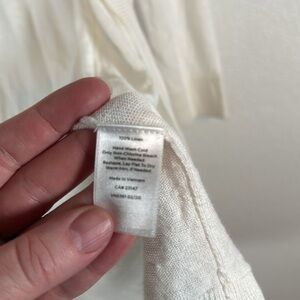 100% Linen
Hand Wash Cold
Only Non-Chlorine Bleach
When Needed
Reshape, Lay Flat To Dry
Warm Iron, if Needed
Made in Vietnam
CA# 23147